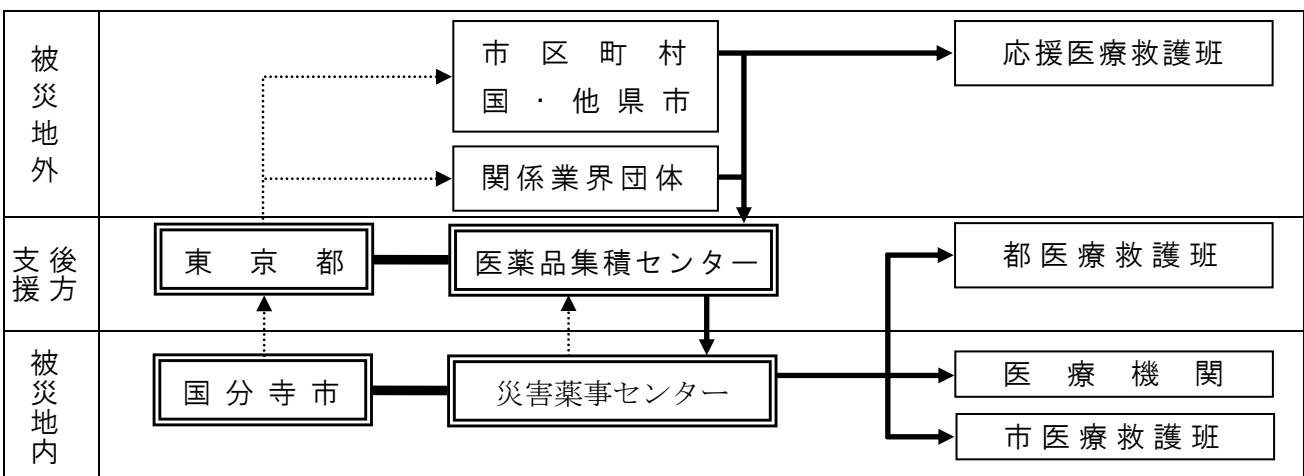 被災地外
市区町村
国・他県市
応援医療救護班
関係業界団体
後方
支援
東京都
医薬品集積センター
都医療救護班
被災地内
国分寺市
災害薬事センター
医療機関
市医療救護班